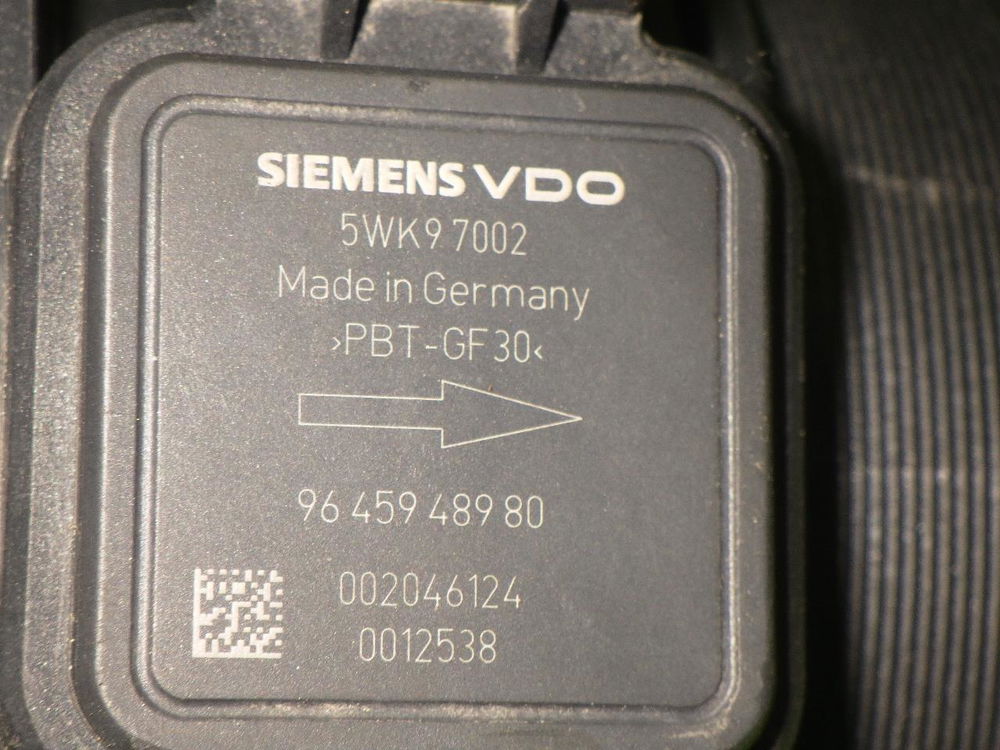 SIEMENS VDO
5WK9 7002
Made in Germany
›PBT-GF30‹
96 459 489 80
002046124
0012538